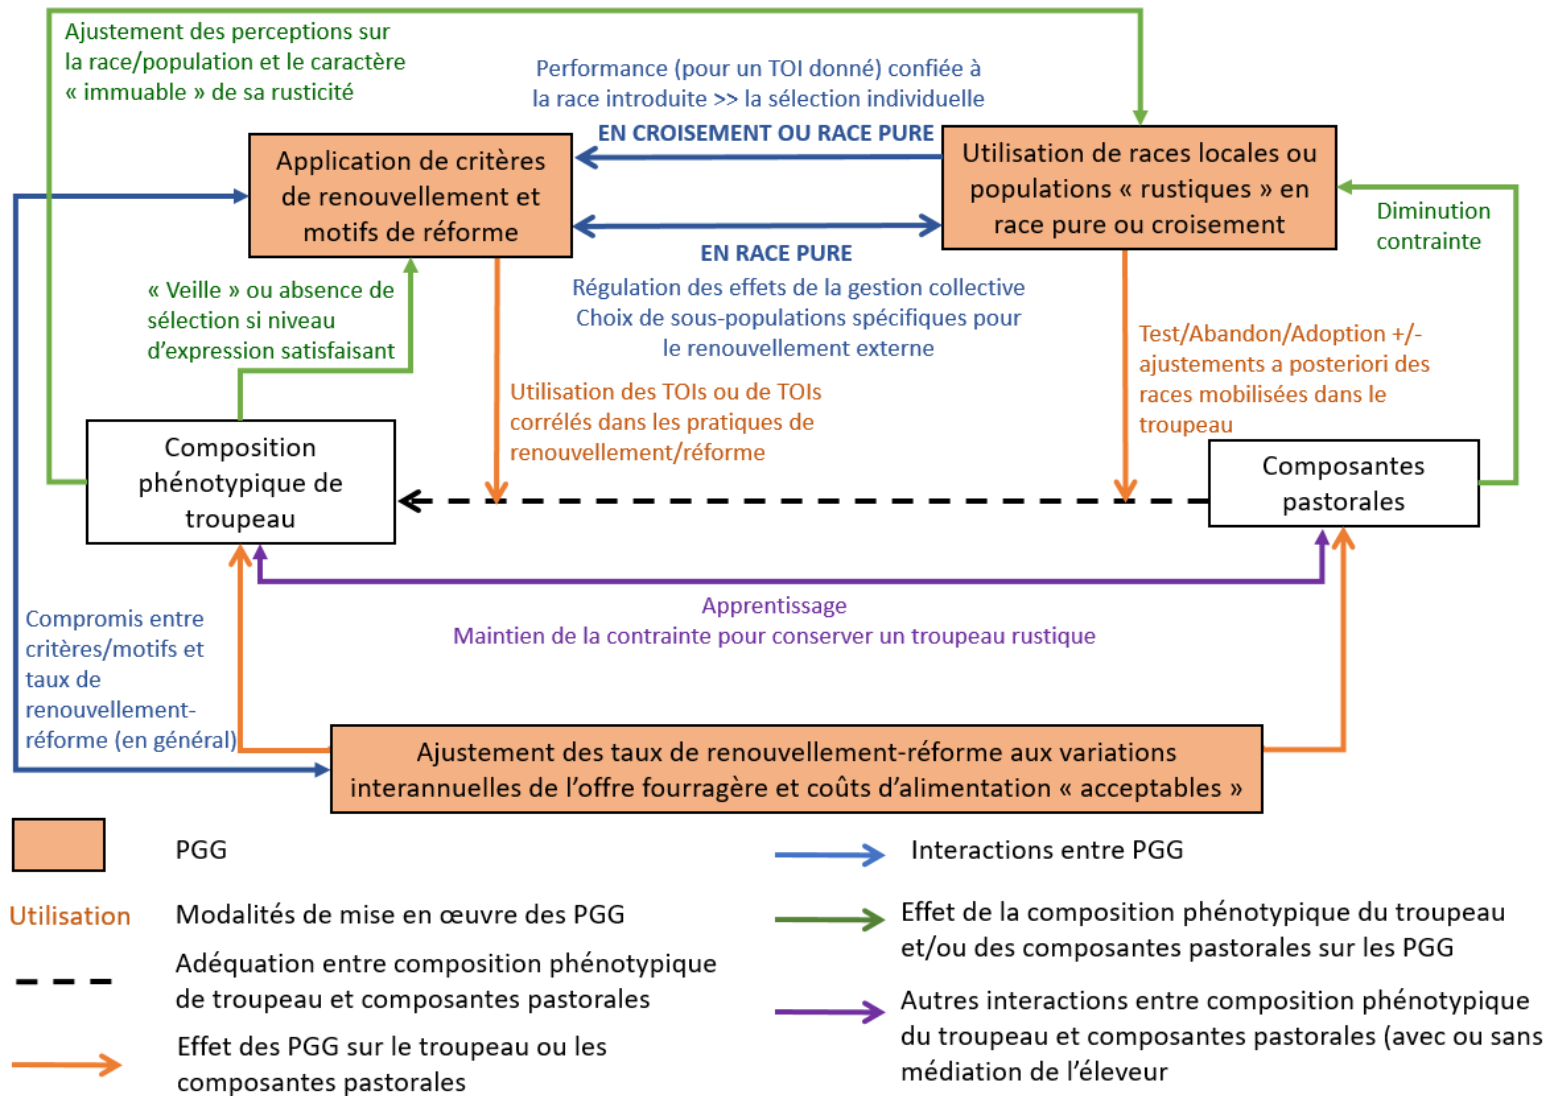 Ajustement des perceptions sur
la race/population et le caractère
« immuable » de sa rusticité
Performance (pour un TOI donné) confiée à
la race introduite >> la sélection individuelle
EN CROISEMENT OU RACE PURE
Application de critères
de renouvellement et
motifs de réforme
Utilisation de races locales ou
populations « rustiques » en
race pure ou croisement
Diminution
contrainte
EN RACE PURE
Régulation des effets de la gestion collective
Choix de sous-populations spécifiques pour
le renouvellement externe
« Veille » ou absence de
sélection si niveau
d’expression satisfaisant
Utilisation des TOIs ou de TOIs
corrélés dans les pratiques de
renouvellement/réforme
Test/Abandon/Adoption +/-
ajustements a posteriori des
races mobilisées dans le
troupeau
Composition
phénotypique de
troupeau
Composantes
pastorales
Apprentissage
Maintien de la contrainte pour conserver un troupeau rustique
Compromis entre
critères/motifs et
taux de
renouvellement-
réforme (en général)
Ajustement des taux de renouvellement-réforme aux variations
interannuelles de l’offre fourragère et coûts d’alimentation « acceptables »
PGG
Utilisation
Modalités de mise en œuvre des PGG
Adéquation entre composition phénotypique
de troupeau et composantes pastorales
Effet des PGG sur le troupeau ou les
composantes pastorales
Interactions entre PGG
Effet de la composition phénotypique du troupeau
et/ou des composantes pastorales sur les PGG
Autres interactions entre composition phénotypique
du troupeau et composantes pastorales (avec ou sans
médiation de l’éleveur